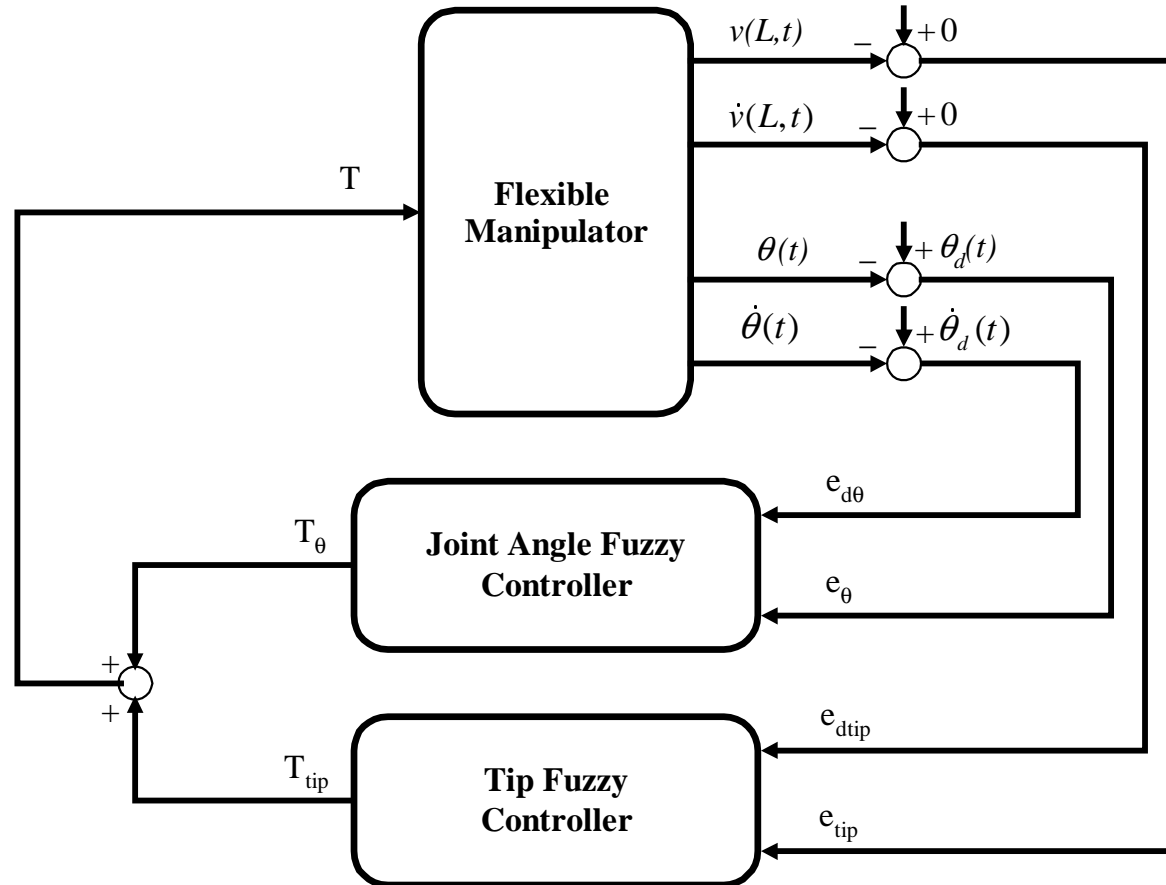 v(L,t)
−
+ 0
v̇(L,t)
−
+ 0
T
Flexible
Manipulator
θ(t)
−
+ θ_d(t)
θ̇(t)
−
+ θ̇_d(t)
e_dθ
T_θ
Joint Angle Fuzzy
Controller
e_θ
+
+
e_dtip
T_tip
Tip Fuzzy
Controller
e_tip